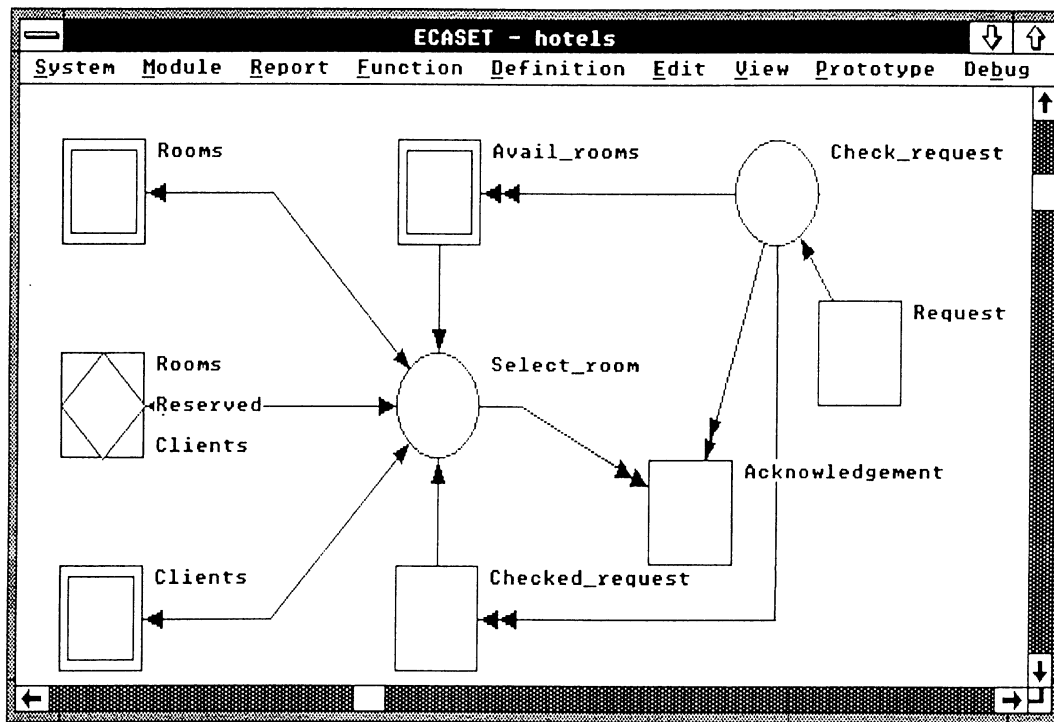 ECASET - hotels
System Module Report Function Definition Edit View Prototype Debug
Rooms
Avail_rooms
Check_request
Request
Rooms
Reserved
Clients
Select_room
Acknowledgement
Clients
Checked_request